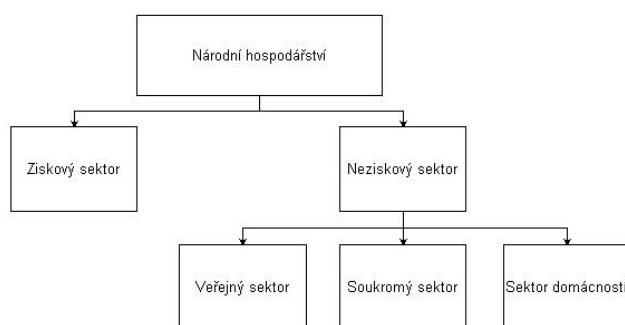 Národní hospodářství
Ziskový sektor
Neziskový sektor
Veřejný sektor
Soukromý sektor
Sektor domácností